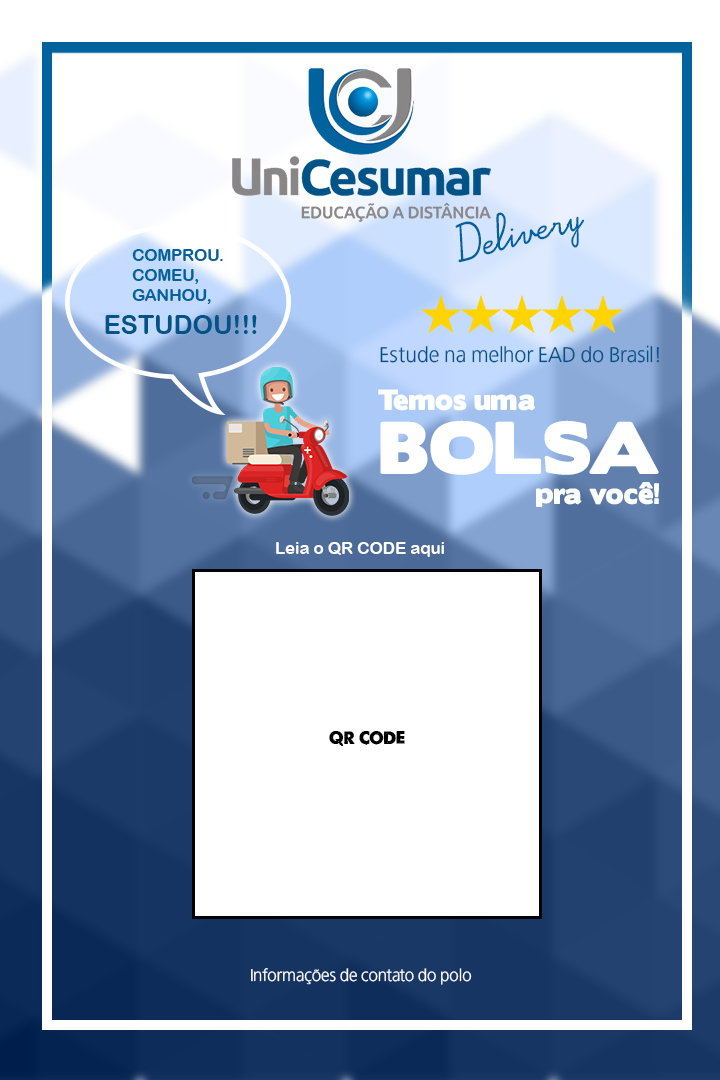 UniCesumar
EDUCAÇÃO A DISTÂNCIA
Delivery
COMPROU.
COMEU,
GANHOU,
ESTUDOU!!!
Estude na melhor EAD do Brasil!
Temos uma
BOLSA
pra você!
Leia o QR CODE aqui
QR CODE
Informações de contato do polo